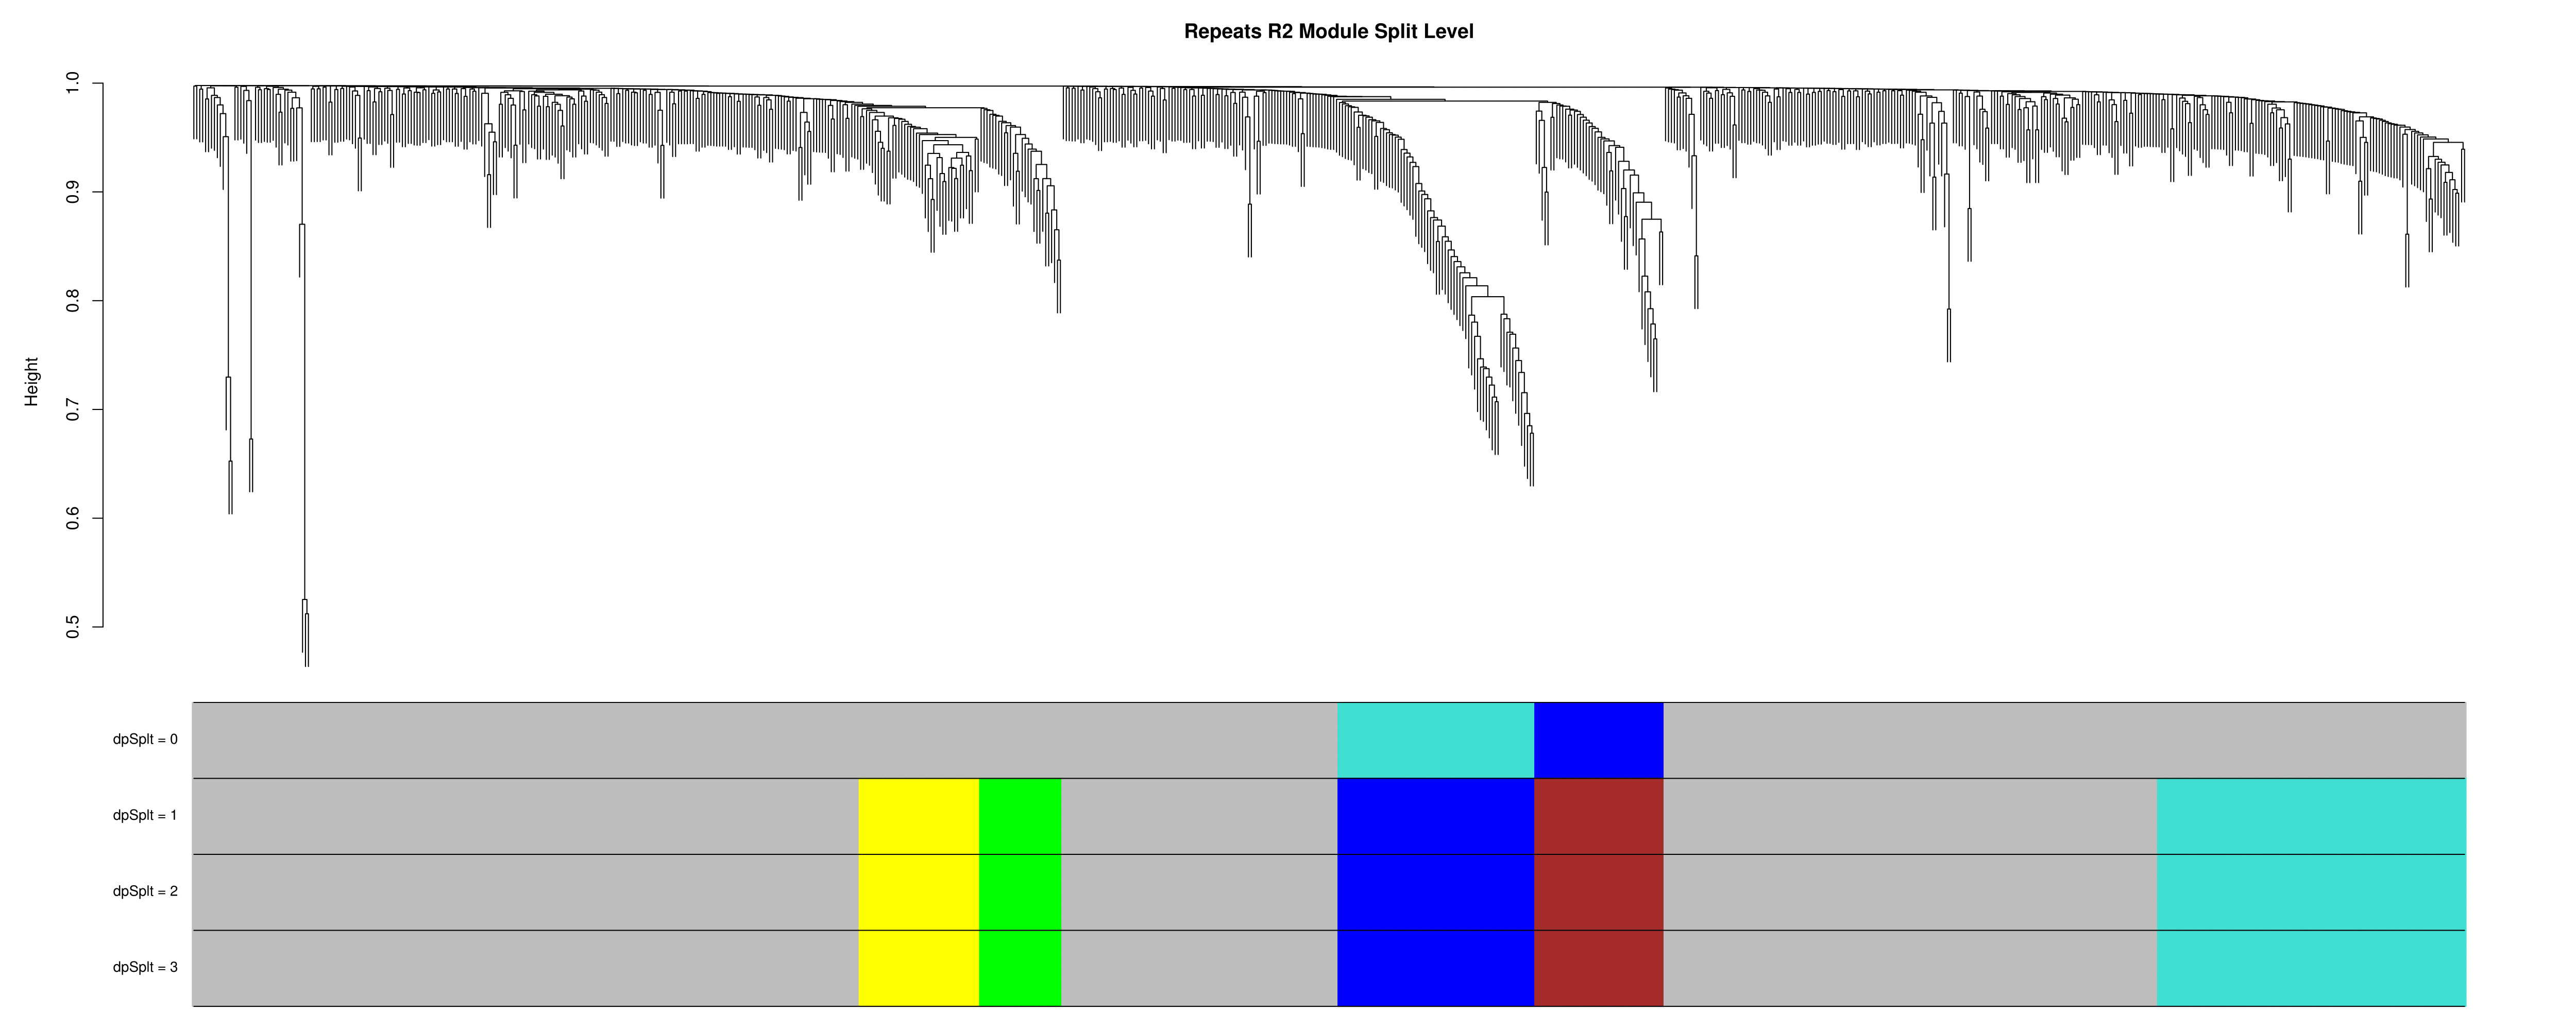 Repeats R2 Module Split Level
1.0
0.9
0.8
0.7
0.6
0.5
Height
dpSplt = 0
dpSplt = 1
dpSplt = 2
dpSplt = 3